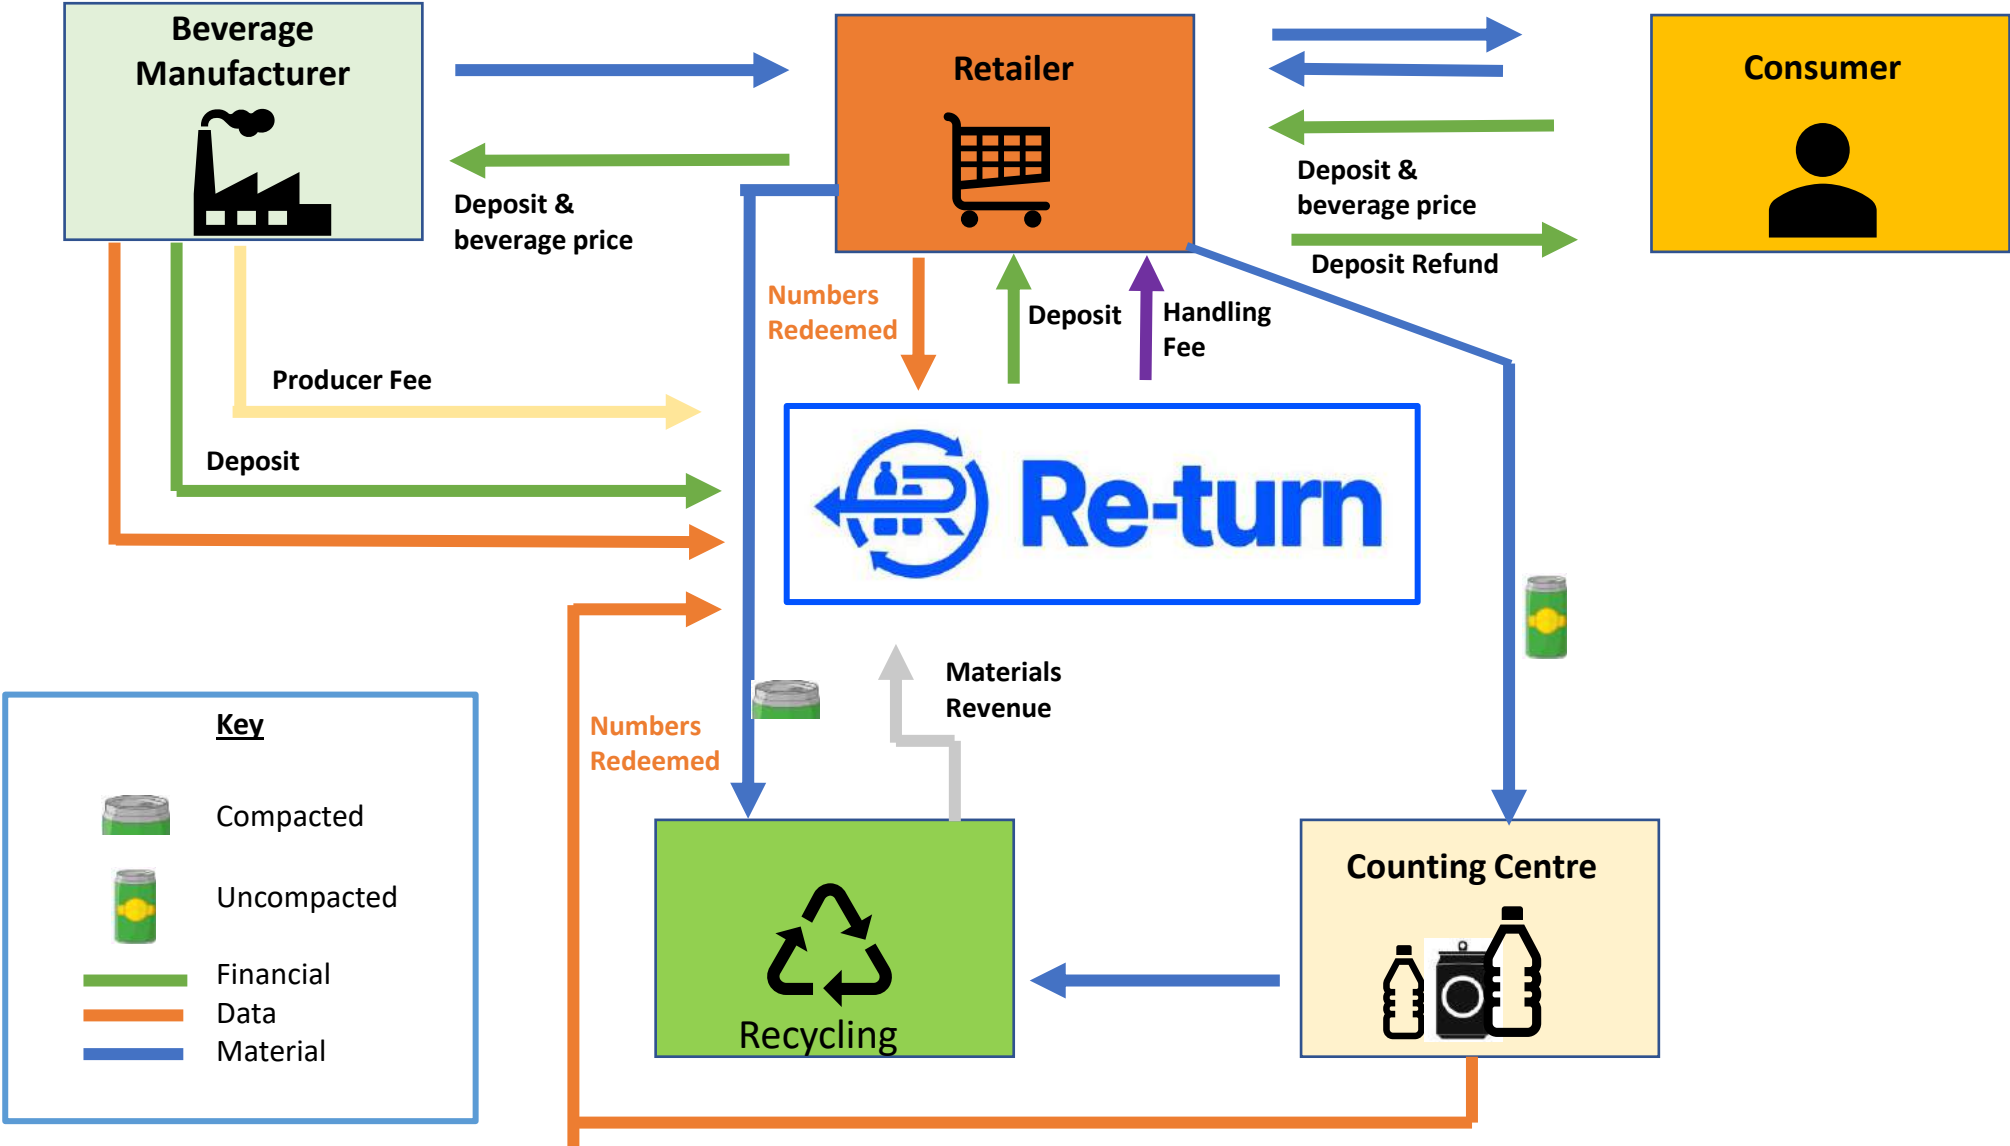 Beverage
Manufacturer
Retailer
Consumer
Deposit &
beverage price
Deposit &
beverage price
Deposit Refund
Numbers
Redeemed
Deposit
Handling
Fee
Producer Fee
Deposit
Re-turn
Materials
Revenue
Numbers
Redeemed
Key
Compacted
Uncompacted
Financial
Data
Material
Recycling
Counting Centre